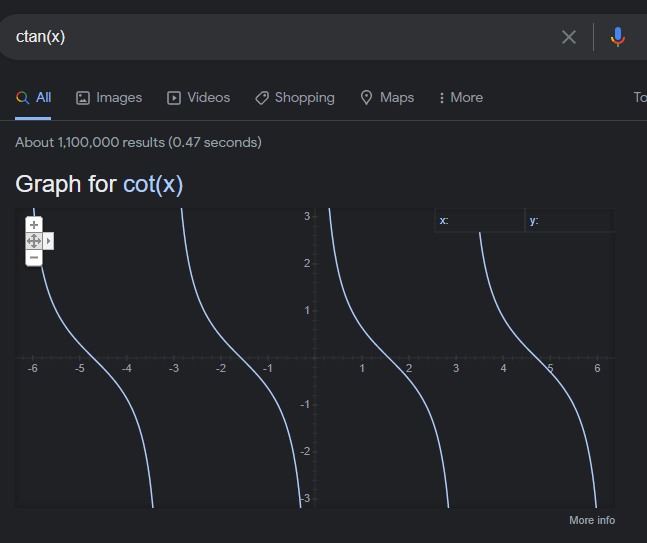 ctan(x)
All Images Videos Shopping Maps More To
About 1,100,000 results (0.47 seconds)
Graph for cot(x)
x: y:
3
2
1
-6 -5 -4 -3 -2 -1 1 2 3 4 5 6
-1
-2
-3
More info